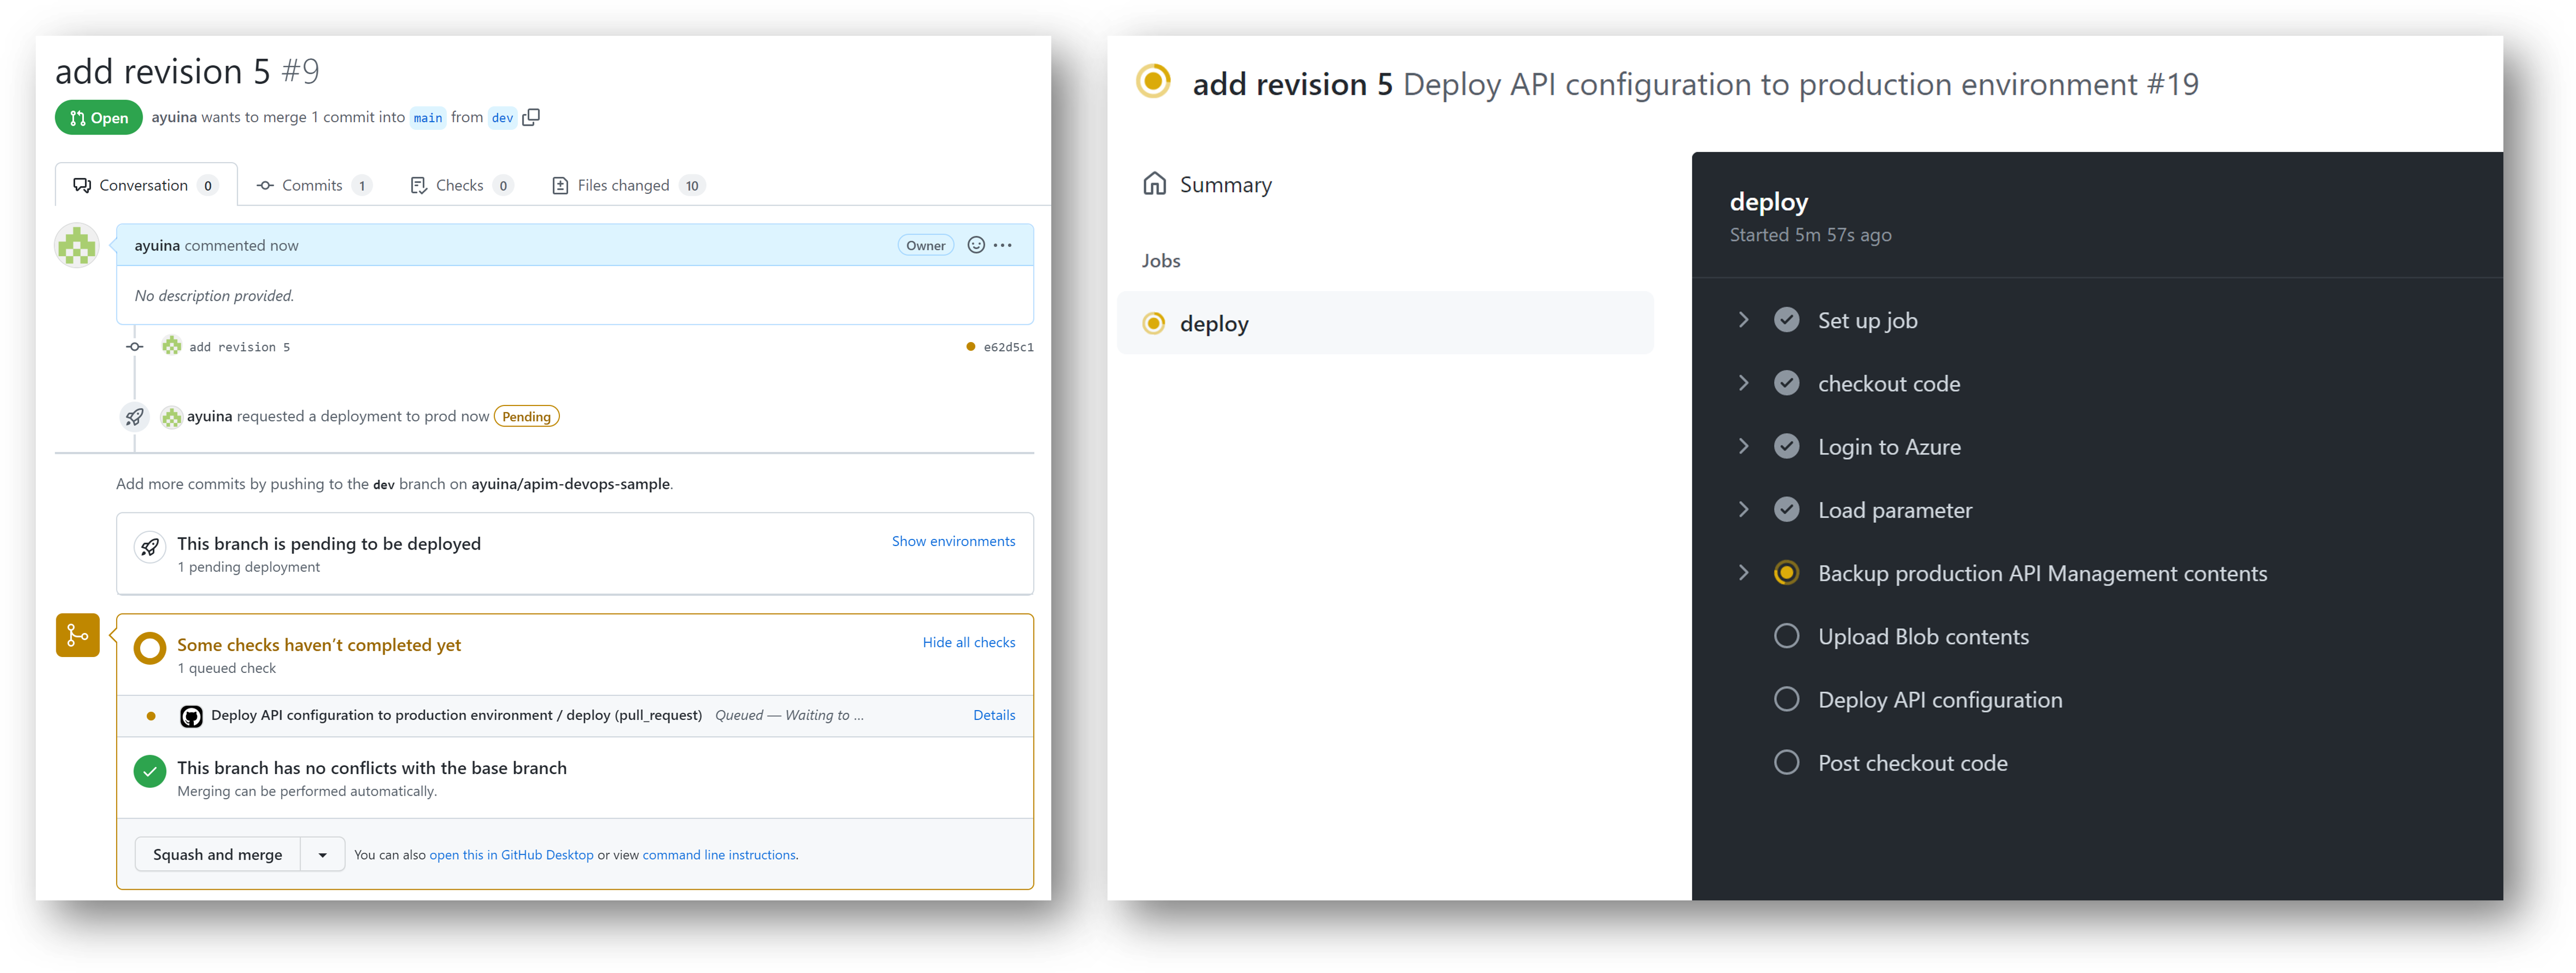 add revision 5 #9
Open ayuina wants to merge 1 commit into main from dev
Conversation 0 Commits 1 Checks 0 Files changed 10
ayuina commented now Owner
No description provided.
add revision 5 e62d5c1
ayuina requested a deployment to prod now Pending
Add more commits by pushing to the dev branch on ayuina/apim-devops-sample.
This branch is pending to be deployed Show environments
1 pending deployment
Some checks haven’t completed yet Hide all checks
1 queued check
Deploy API configuration to production environment / deploy (pull_request) Queued — Waiting to ... Details
This branch has no conflicts with the base branch
Merging can be performed automatically.
Squash and merge You can also open this in GitHub Desktop or view command line instructions.
add revision 5 Deploy API configuration to production environment #19
Summary
Jobs
deploy
deploy
Started 5m 57s ago
Set up job
checkout code
Login to Azure
Load parameter
Backup production API Management contents
Upload Blob contents
Deploy API configuration
Post checkout code